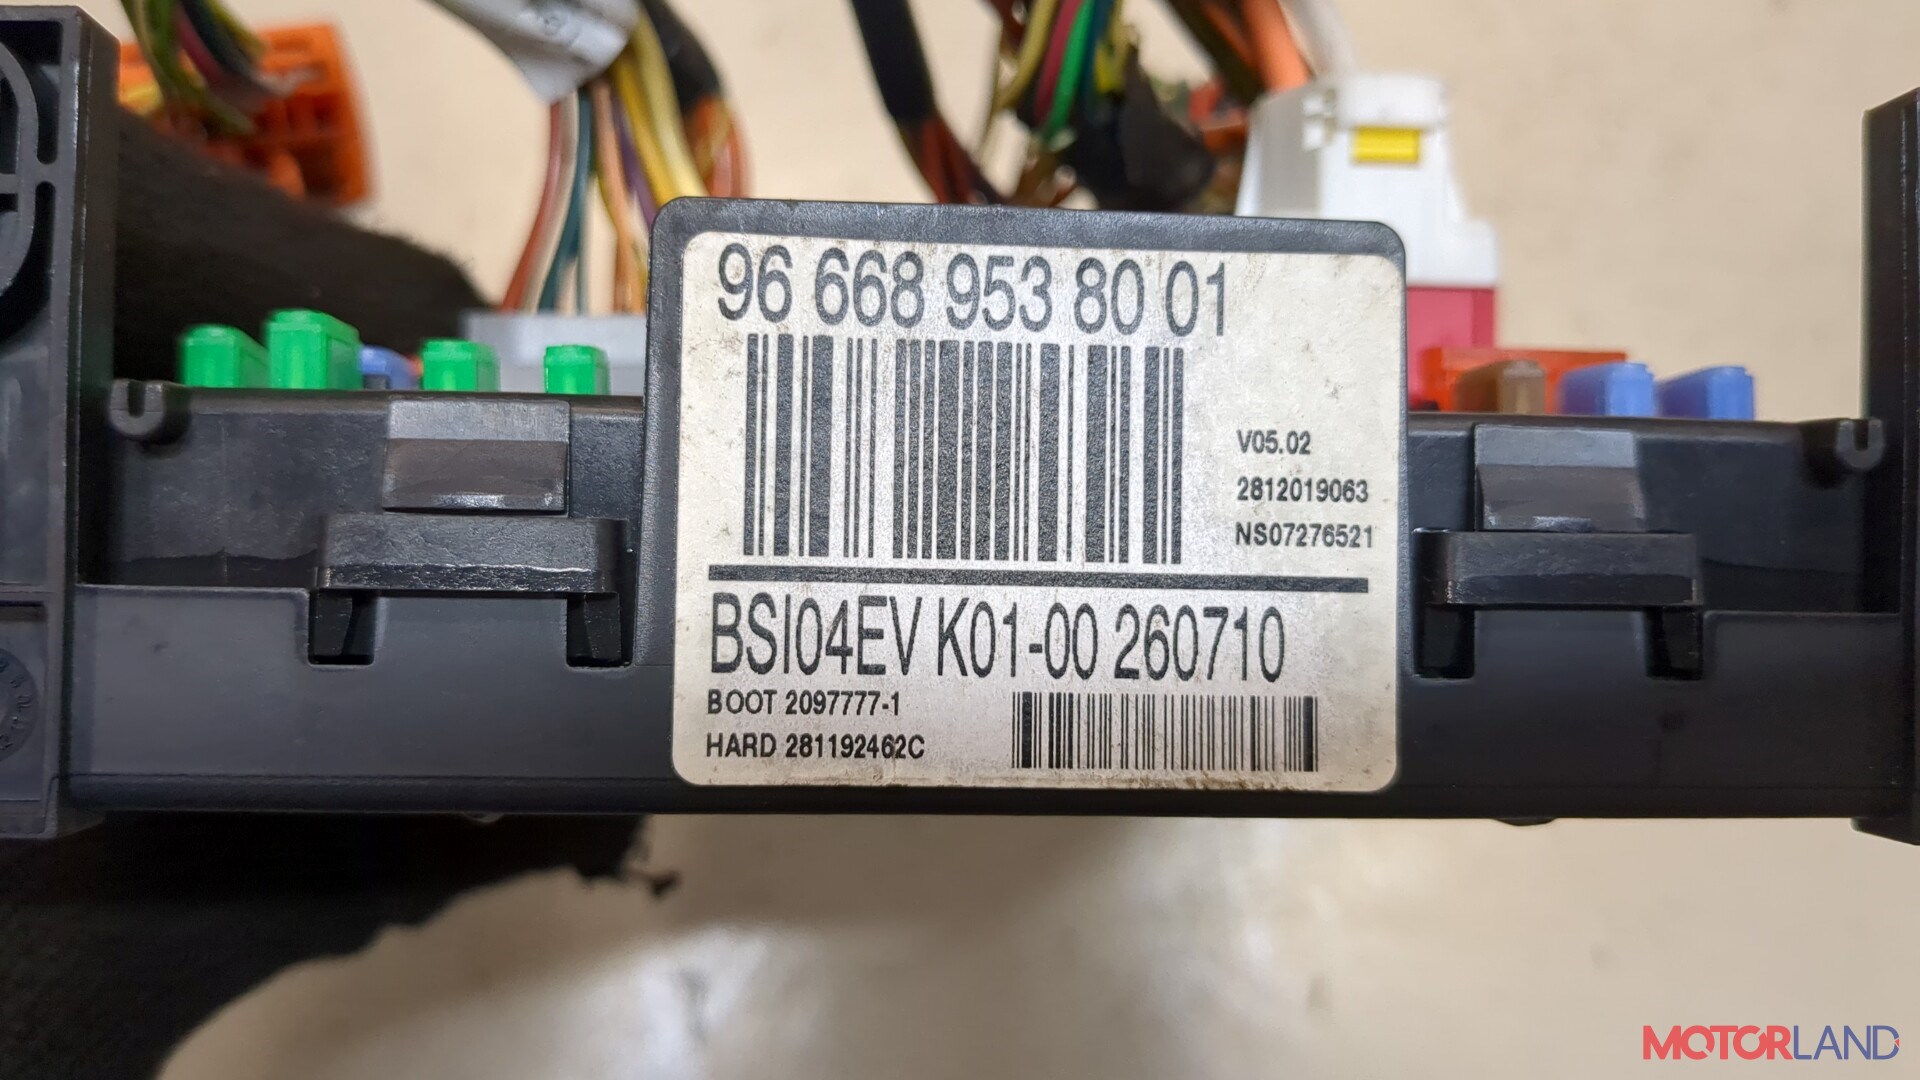 96 668 953 80 01
V05.02
2812019063
NS07276521
BSI04EV K01-00 260710
BOOT 2097777-1
HARD 281192462C
MOTORLAND